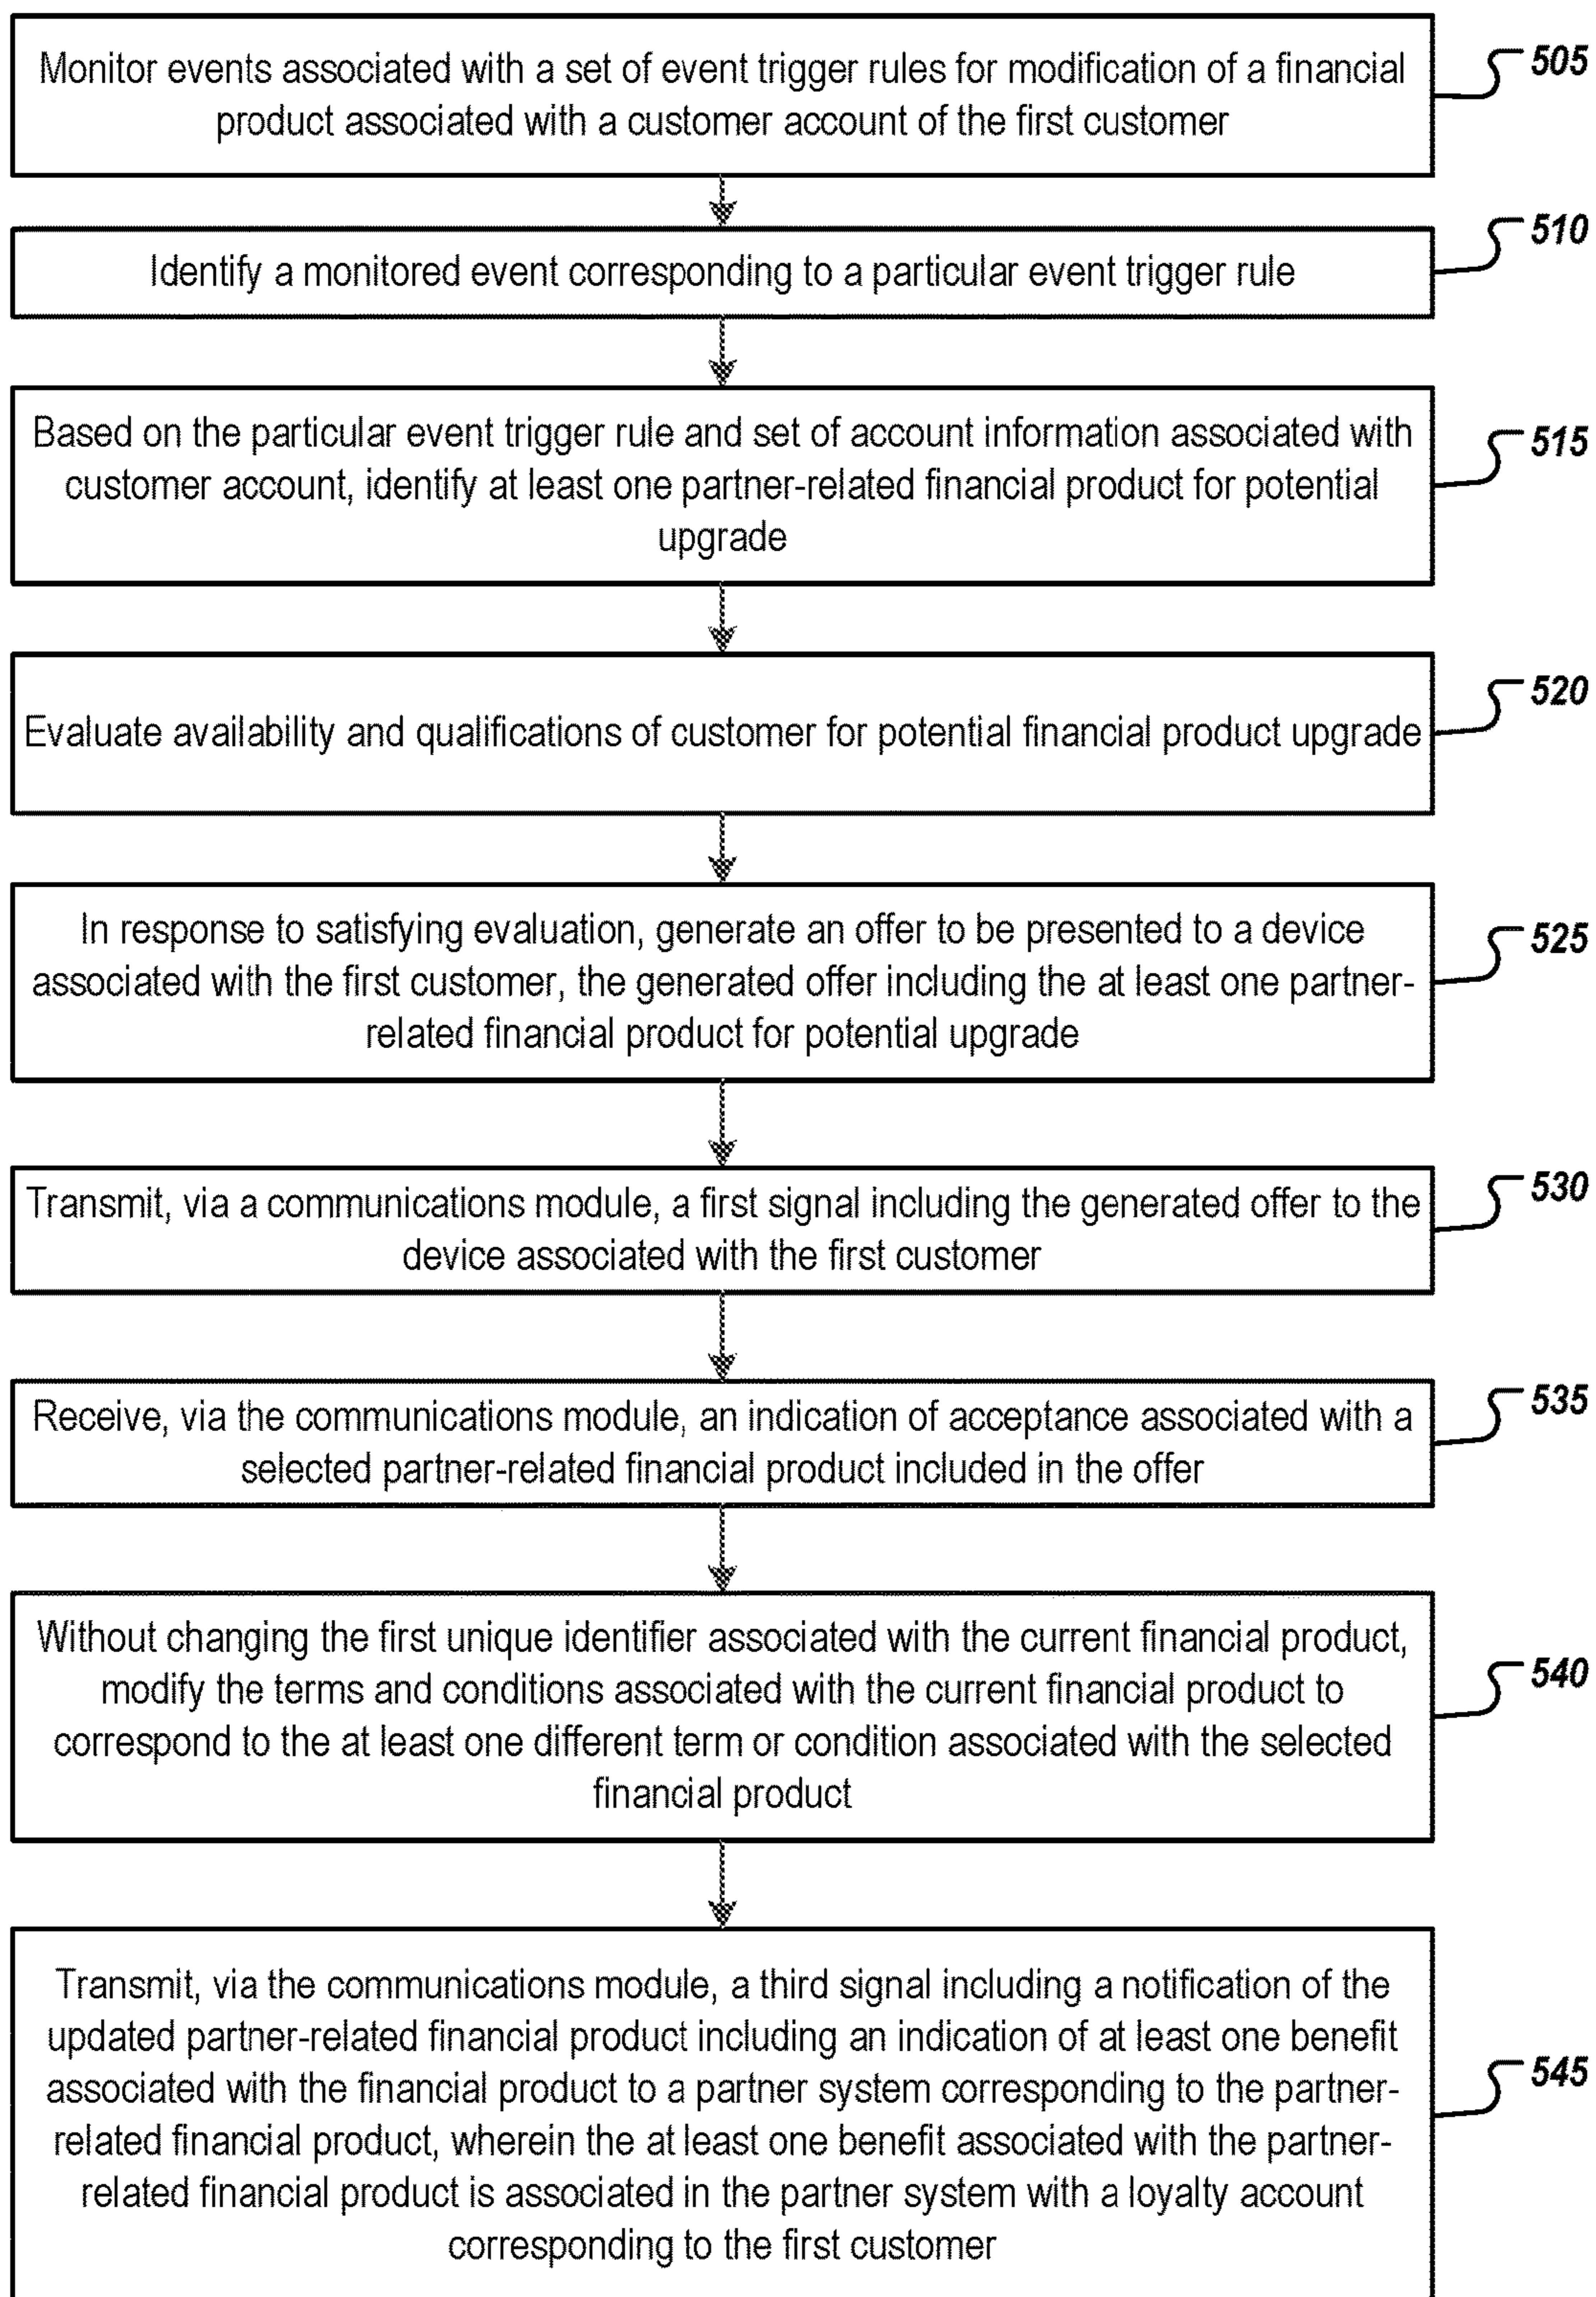 Monitor events associated with a set of event trigger rules for modification of a financial
product associated with a customer account of the first customer
505
Identify a monitored event corresponding to a particular event trigger rule
510
Based on the particular event trigger rule and set of account information associated with
customer account, identify at least one partner-related financial product for potential
upgrade
515
Evaluate availability and qualifications of customer for potential financial product upgrade
520
In response to satisfying evaluation, generate an offer to be presented to a device
associated with the first customer, the generated offer including the at least one partner-
related financial product for potential upgrade
525
Transmit, via a communications module, a first signal including the generated offer to the
device associated with the first customer
530
Receive, via the communications module, an indication of acceptance associated with a
selected partner-related financial product included in the offer
535
Without changing the first unique identifier associated with the current financial product,
modify the terms and conditions associated with the current financial product to
correspond to the at least one different term or condition associated with the selected
financial product
540
Transmit, via the communications module, a third signal including a notification of the
updated partner-related financial product including an indication of at least one benefit
associated with the financial product to a partner system corresponding to the partner-
related financial product, wherein the at least one benefit associated with the partner-
related financial product is associated in the partner system with a loyalty account
corresponding to the first customer
545